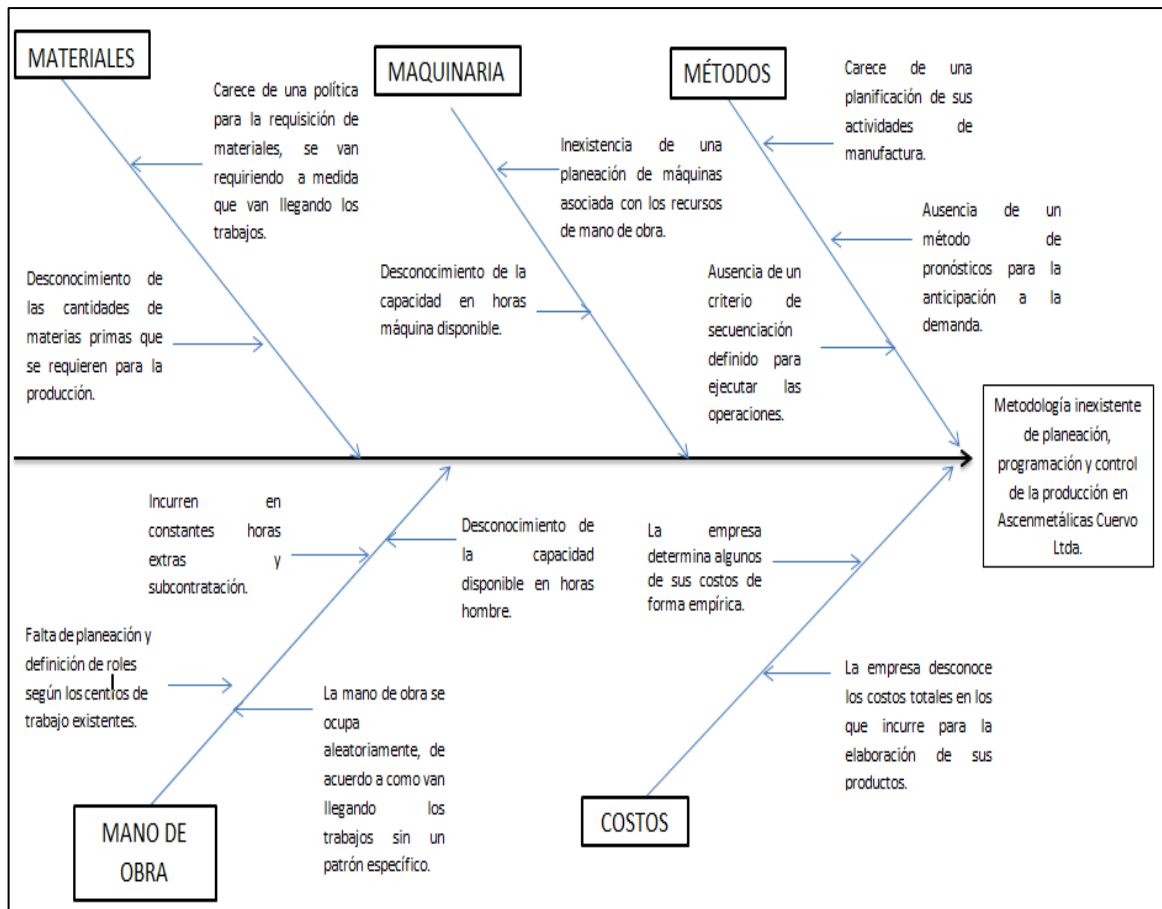 MATERIALES
Carece de una política
para la requisición de
materiales, se van
requiriendo a medida
que van llegando los
trabajos.
Desconocimiento de
las cantidades de
materias primas que
se requieren para la
producción.
MAQUINARIA
Inexistencia de una
planeación de máquinas
asociada con los recursos
de mano de obra.
Desconocimiento de la
capacidad en horas
máquina disponible.
MÉTODOS
Carece de una
planificación de sus
actividades de
manufactura.
Ausencia de un
método de
pronósticos para la
anticipación a la
demanda.
Ausencia de un
criterio de
secuenciación
definido para
ejecutar las
operaciones.
Metodología inexistente
de planeación,
programación y control
de la producción en
Ascenmetálicas Cuervo
Ltda.
Incurren en
constantes horas
extras y
subcontratación.
Desconocimiento de
la capacidad
disponible en horas
hombre.
Falta de planeación y
definición de roles
según los centros de
trabajo existentes.
La mano de obra se
ocupa
aleatoriamente, de
acuerdo a como van
llegando los
trabajos sin un
patrón específico.
MANO DE
OBRA
La empresa
determina algunos
de sus costos de
forma empírica.
La empresa desconoce
los costos totales en los
que incurre para la
elaboración de sus
productos.
COSTOS